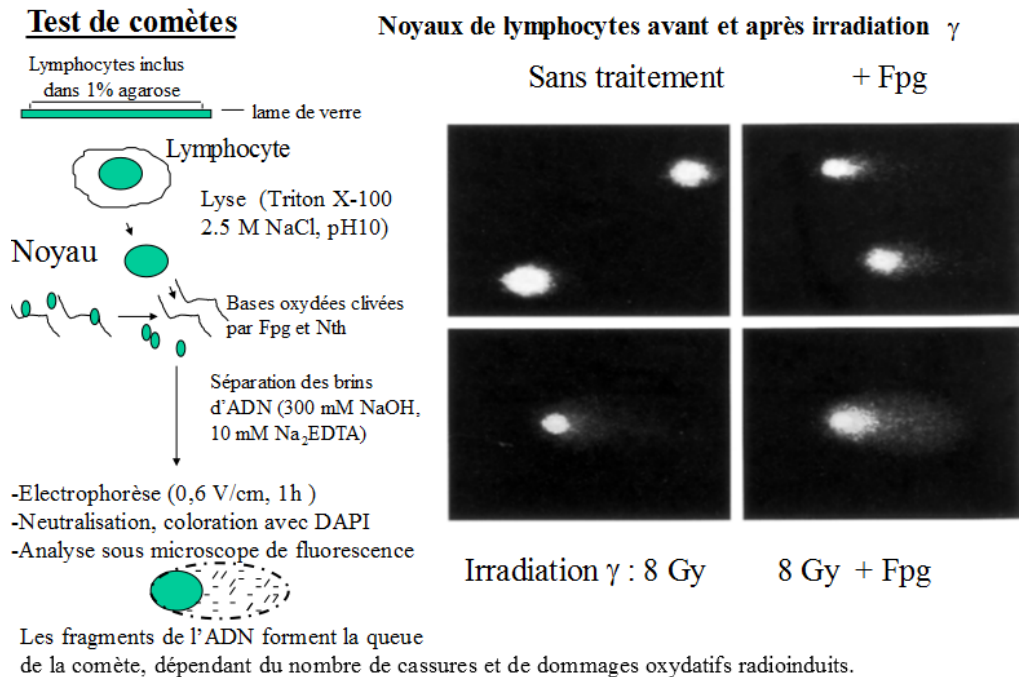 Test de comètes
Lymphocytes inclus
dans 1% agarose
lame de verre
Lymphocyte
Lyse (Triton X-100
2.5 M NaCl, pH10)
Noyau
Bases oxydées clivées
par Fpg et Nth
Séparation des brins
d'ADN (300 mM NaOH,
10 mM Na₂EDTA)
-Electrophorèse (0,6 V/cm, 1h )
-Neutralisation, coloration avec DAPI
-Analyse sous microscope de fluorescence
Les fragments de l'ADN forment la queue
de la comète, dépendant du nombre de cassures et de dommages oxydatifs radioinduits.
Noyaux de lymphocytes avant et après irradiation γ
Sans traitement
+ Fpg
Irradiation γ : 8 Gy
8 Gy + Fpg